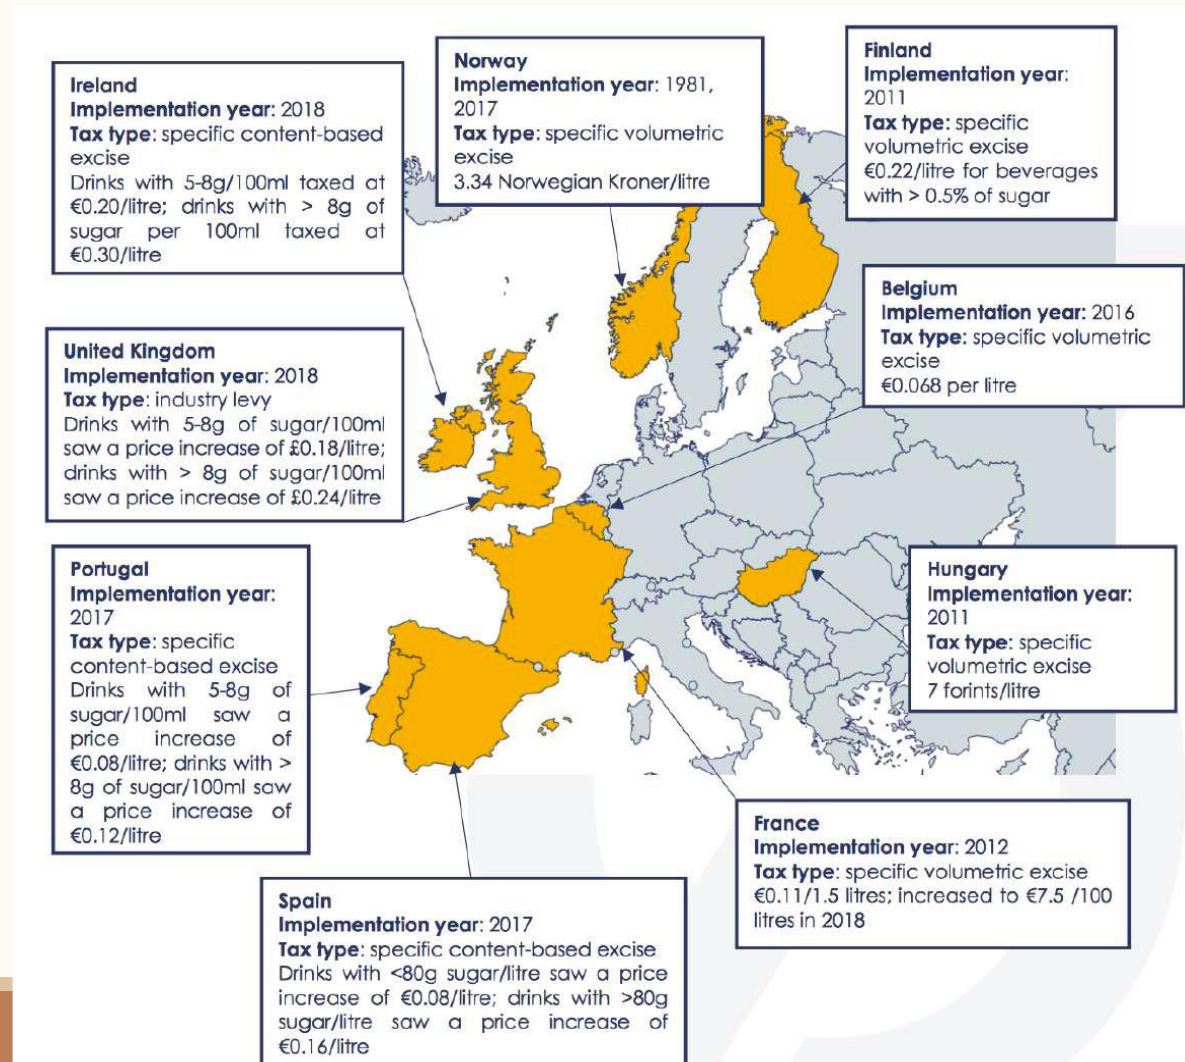 Ireland
Implementation year: 2018
Tax type: specific content-based
excise
Drinks with 5-8g/100ml taxed at
€0.20/litre; drinks with > 8g of
sugar per 100ml taxed at
€0.30/litre
Norway
Implementation year: 1981,
2017
Tax type: specific volumetric
excise
3.34 Norwegian Kroner/litre
Finland
Implementation year:
2011
Tax type: specific
volumetric excise
€0.22/litre for beverages
with > 0.5% of sugar
United Kingdom
Implementation year: 2018
Tax type: industry levy
Drinks with 5-8g of sugar/100ml
saw a price increase of £0.18/litre;
drinks with > 8g of sugar/100ml
saw a price increase of £0.24/litre
Belgium
Implementation year: 2016
Tax type: specific volumetric
excise
€0.068 per litre
Portugal
Implementation year:
2017
Tax type: specific
content-based excise
Drinks with 5-8g of
sugar/100ml saw a
price increase of
€0.08/litre; drinks with >
8g of sugar/100ml saw
a price increase of
€0.12/litre
Hungary
Implementation year:
2011
Tax type: specific
volumetric excise
7 forints/litre
France
Implementation year: 2012
Tax type: specific volumetric excise
€0.11/1.5 litres; increased to €7.5 /100
litres in 2018
Spain
Implementation year: 2017
Tax type: specific content-based excise
Drinks with <80g sugar/litre saw a price
increase of €0.08/litre; drinks with >80g
sugar/litre saw a price increase of
€0.16/litre